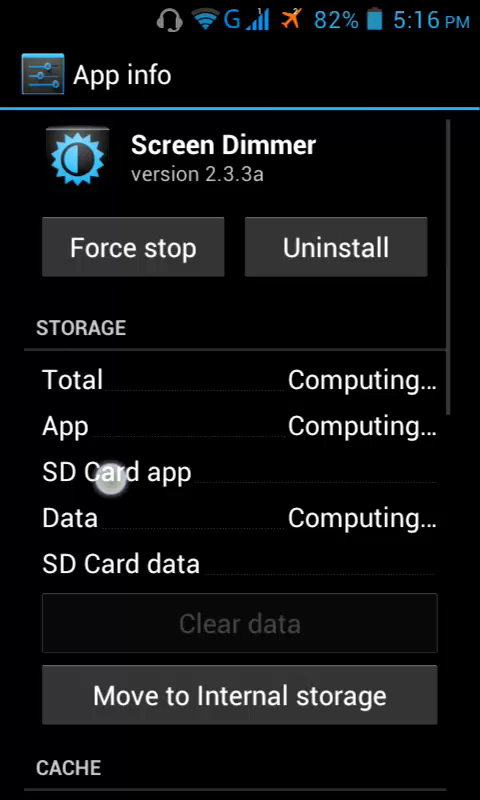 G 82% 5:16 PM
App info
Screen Dimmer
version 2.3.3a
Force stop Uninstall
STORAGE
Total Computing...
App Computing...
SD Card app
Data Computing...
SD Card data
Clear data
Move to Internal storage
CACHE